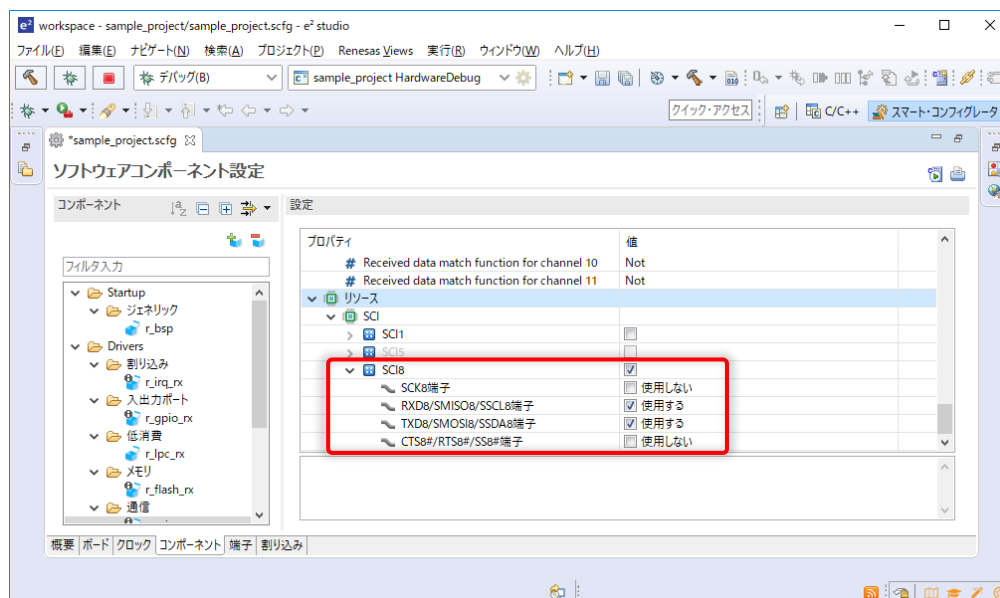 workspace - sample_project/sample_project.scfg - e² studio
ファイル(F) 編集(E) ナビゲート(N) 検索(A) プロジェクト(P) Renesas Views 実行(R) ウィンドウ(W) ヘルプ(H)
デバッグ(B) sample_project HardwareDebug
クイック・アクセス C/C++ スマート・コンフィグレータ
*sample_project.scfg
ソフトウェアコンポーネント設定
コンポーネント 設定
プロパティ 値
フィルタ入力
# Received data match function for channel 10 Not
# Received data match function for channel 11 Not
Startup
リソース
ジェネリック
SCI
r_bsp
SCI1
Drivers
SCI5
割り込み
SCI8
r_irq_rx
SCK8端子 使用しない
入出力ポート
RXD8/SMISO8/SSCL8端子 使用する
r_gpio_rx
TXD8/SMOSI8/SSDA8端子 使用する
低消費
CTS8#/RTS8#/SS8#端子 使用しない
r_lpc_rx
メモリ
r_flash_rx
通信
概要 ボード クロック コンポーネント 端子 割り込み